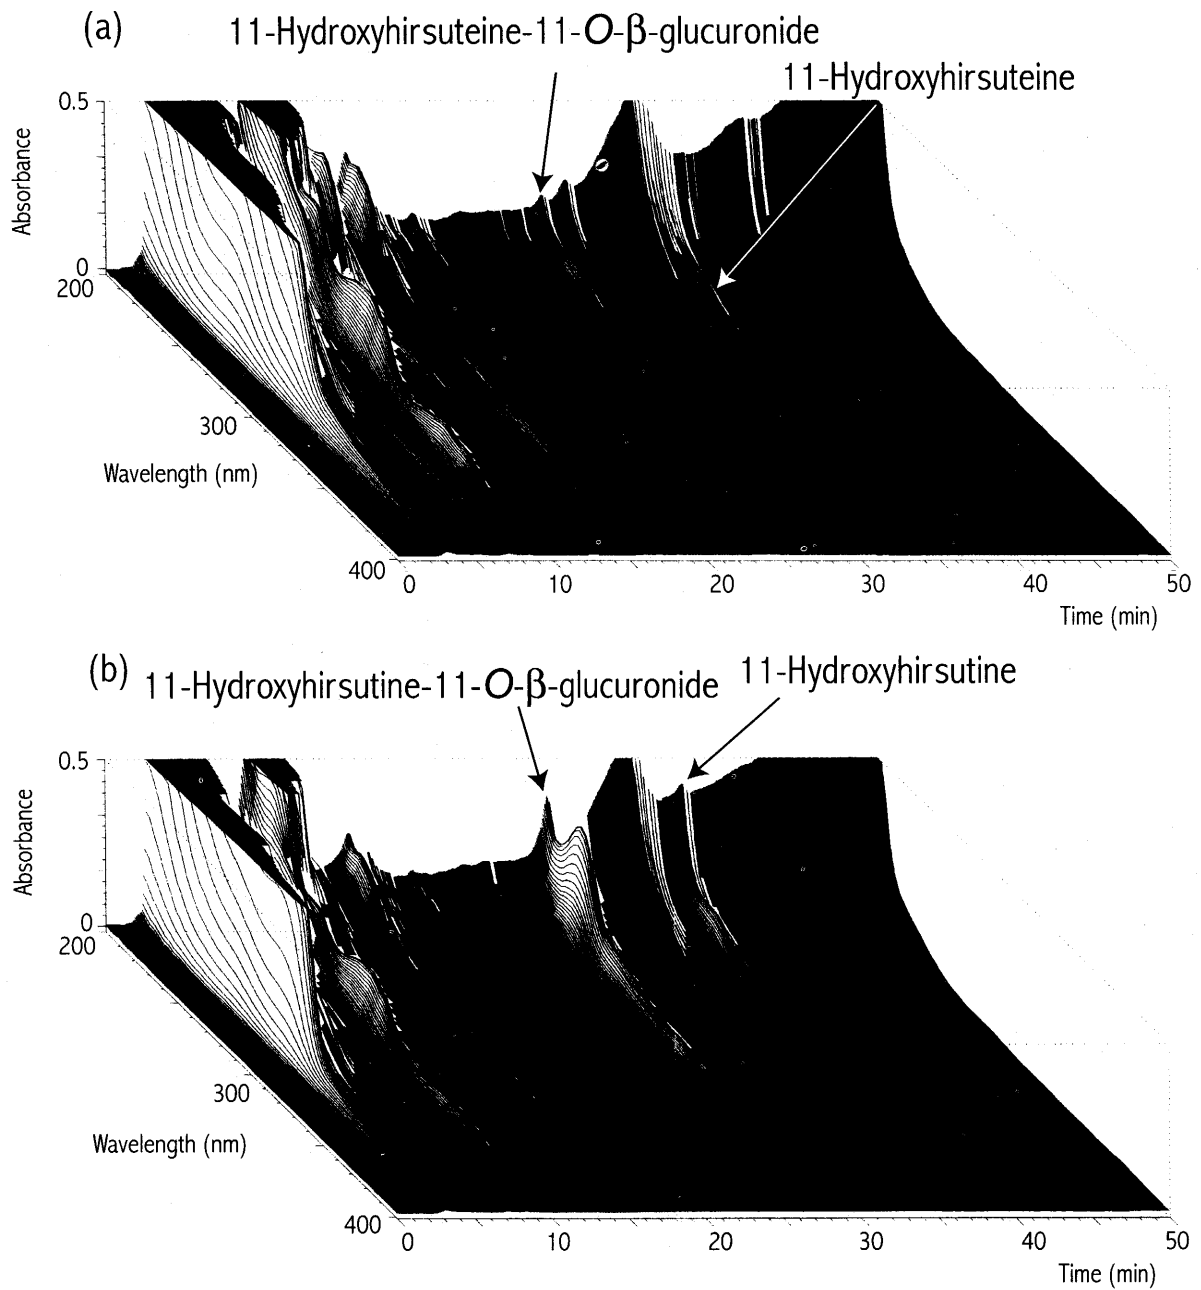 (a)
11-Hydroxyhirsuteine-11-O-β-glucuronide
11-Hydroxyhirsuteine
0.5
Absorbance
0
200
300
Wavelength (nm)
400
0 10 20 30 40 50
Time (min)
(b)
11-Hydroxyhirsutine-11-O-β-glucuronide
11-Hydroxyhirsutine
0.5
Absorbance
0
200
300
Wavelength (nm)
400
0 10 20 30 40 50
Time (min)